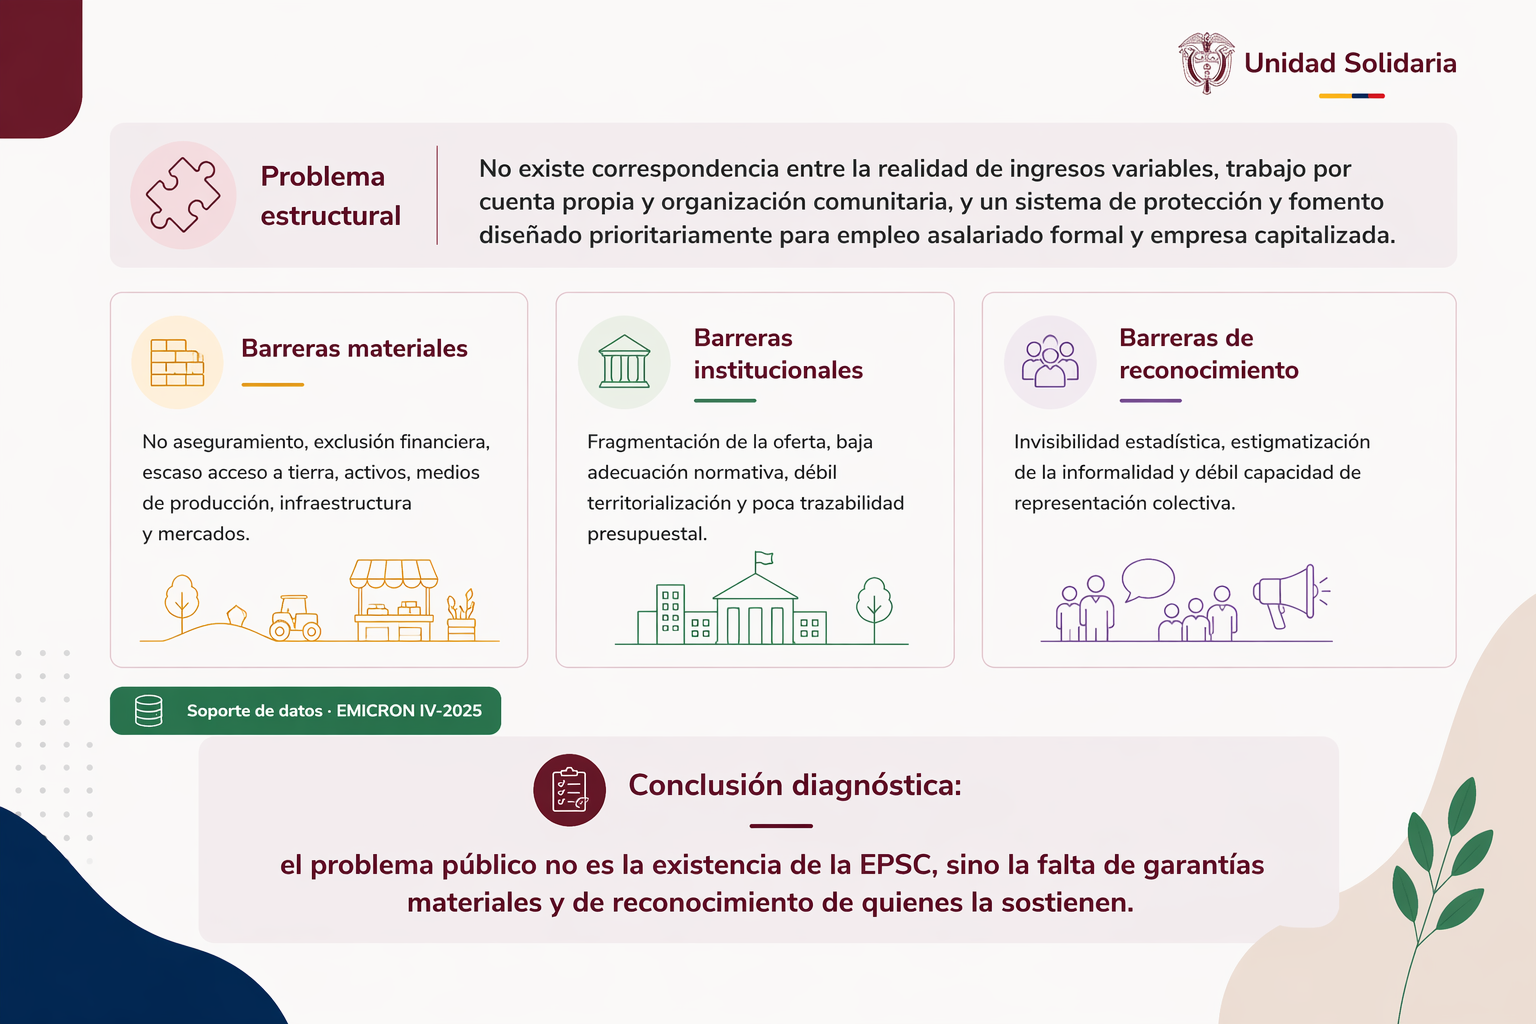 Unidad Solidaria
Problema
estructural
No existe correspondencia entre la realidad de ingresos variables, trabajo por
cuenta propia y organización comunitaria, y un sistema de protección y fomento
diseñado prioritariamente para empleo asalariado formal y empresa capitalizada.
Barreras materiales
No aseguramiento, exclusión financiera,
escaso acceso a tierra, activos, medios
de producción, infraestructura
y mercados.
Barreras
institucionales
Fragmentación de la oferta, baja
adecuación normativa, débil
territorialización y poca trazabilidad
presupuestal.
Barreras de
reconocimiento
Invisibilidad estadística, estigmatización
de la informalidad y débil capacidad de
representación colectiva.
Soporte de datos · EMICRON IV-2025
Conclusión diagnóstica:
el problema público no es la existencia de la EPSC, sino la falta de garantías
materiales y de reconocimiento de quienes la sostienen.